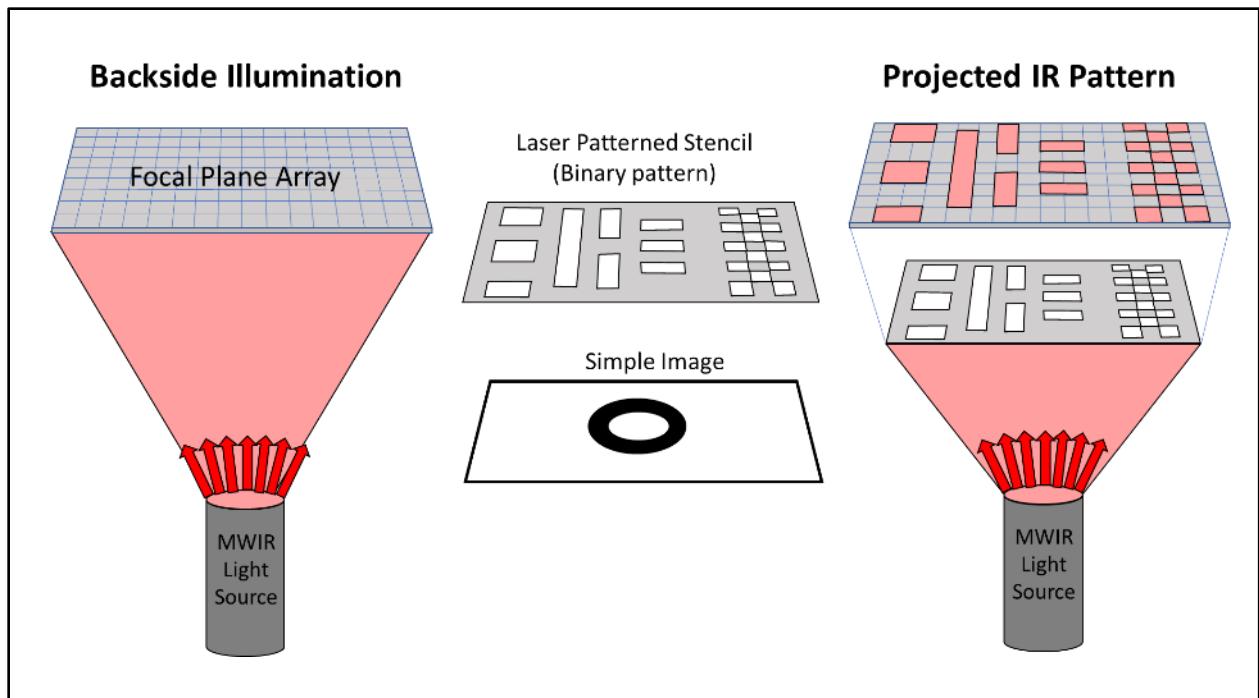 Backside Illumination
Focal Plane Array
MWIR
Light
Source
Laser Patterned Stencil
(Binary pattern)
Simple Image
Projected IR Pattern
MWIR
Light
Source